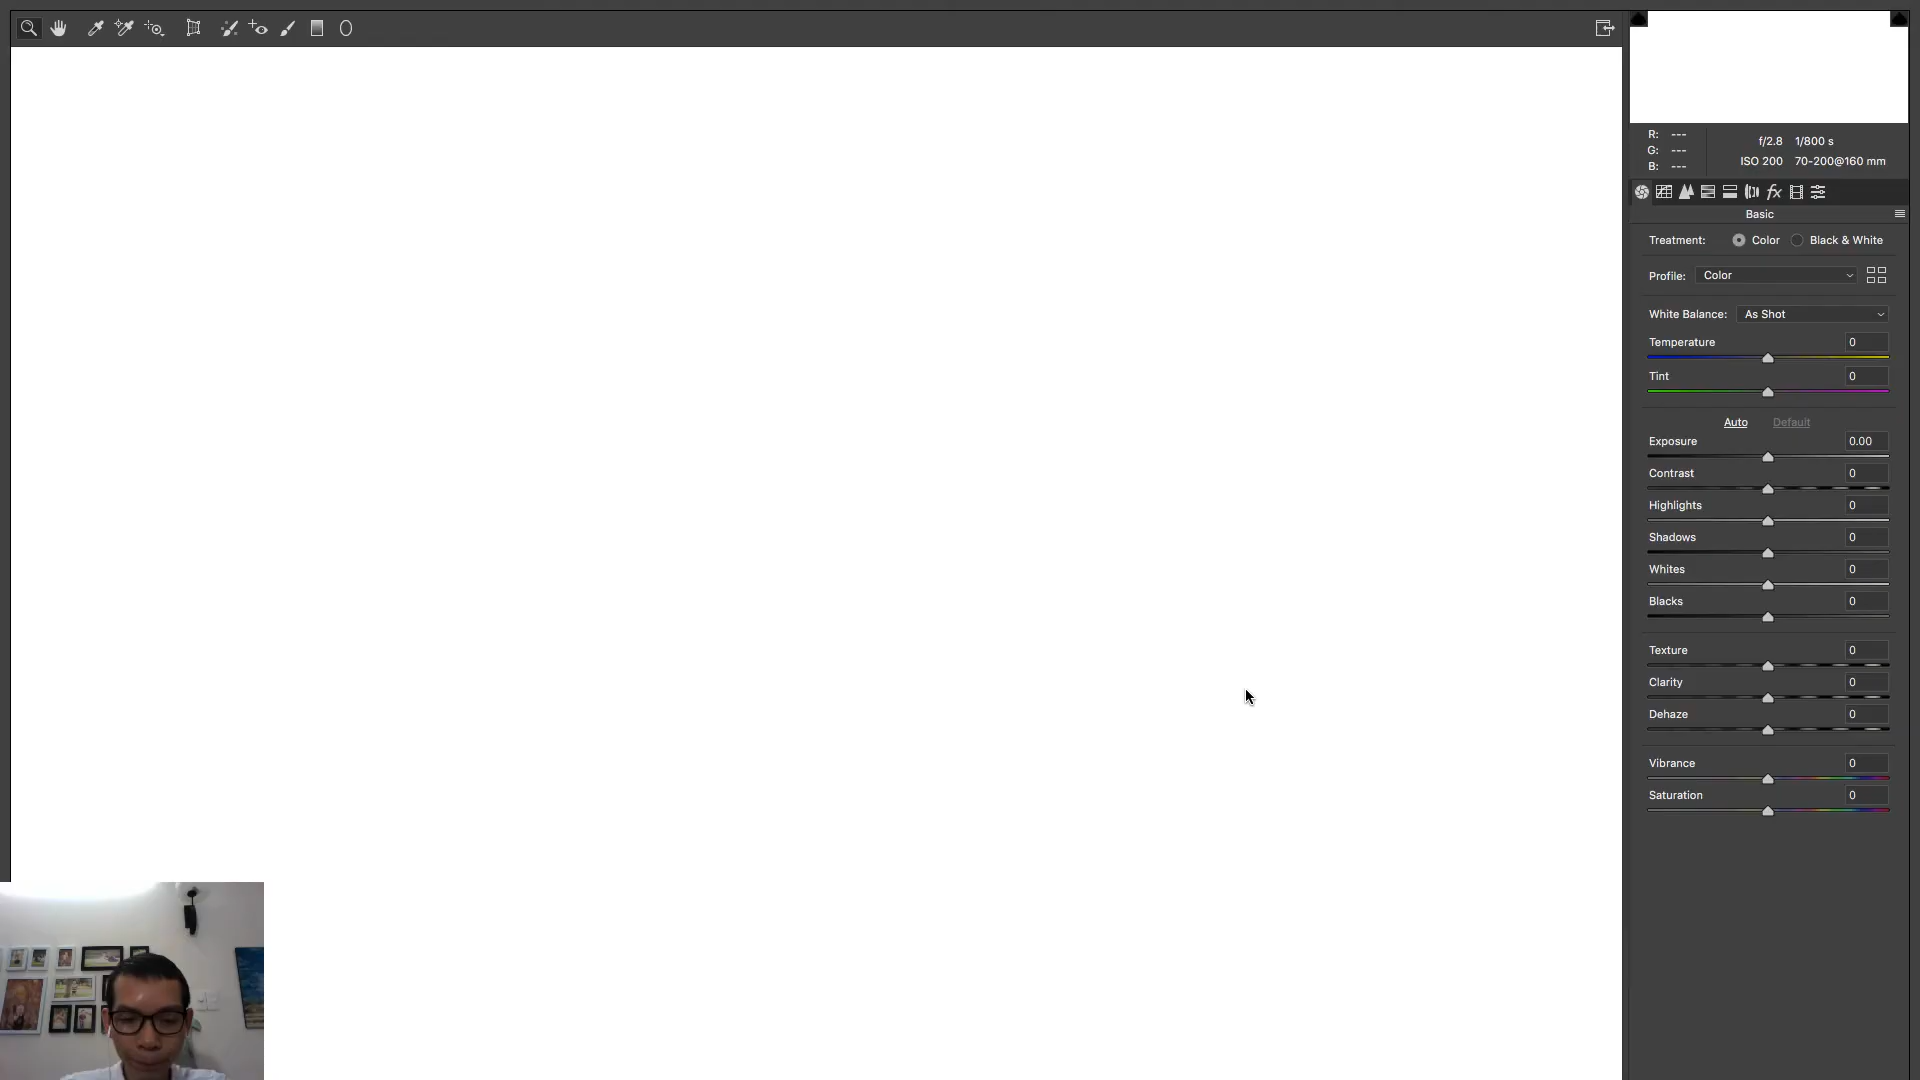 R: ---
G: ---
B: ---
f/2.8 1/800 s
ISO 200 70-200@160 mm
fx
Basic
Treatment: Color Black & White
Profile: Color
White Balance: As Shot
Temperature 0
Tint 0
Auto Default
Exposure 0.00
Contrast 0
Highlights 0
Shadows 0
Whites 0
Blacks 0
Texture 0
Clarity 0
Dehaze 0
Vibrance 0
Saturation 0